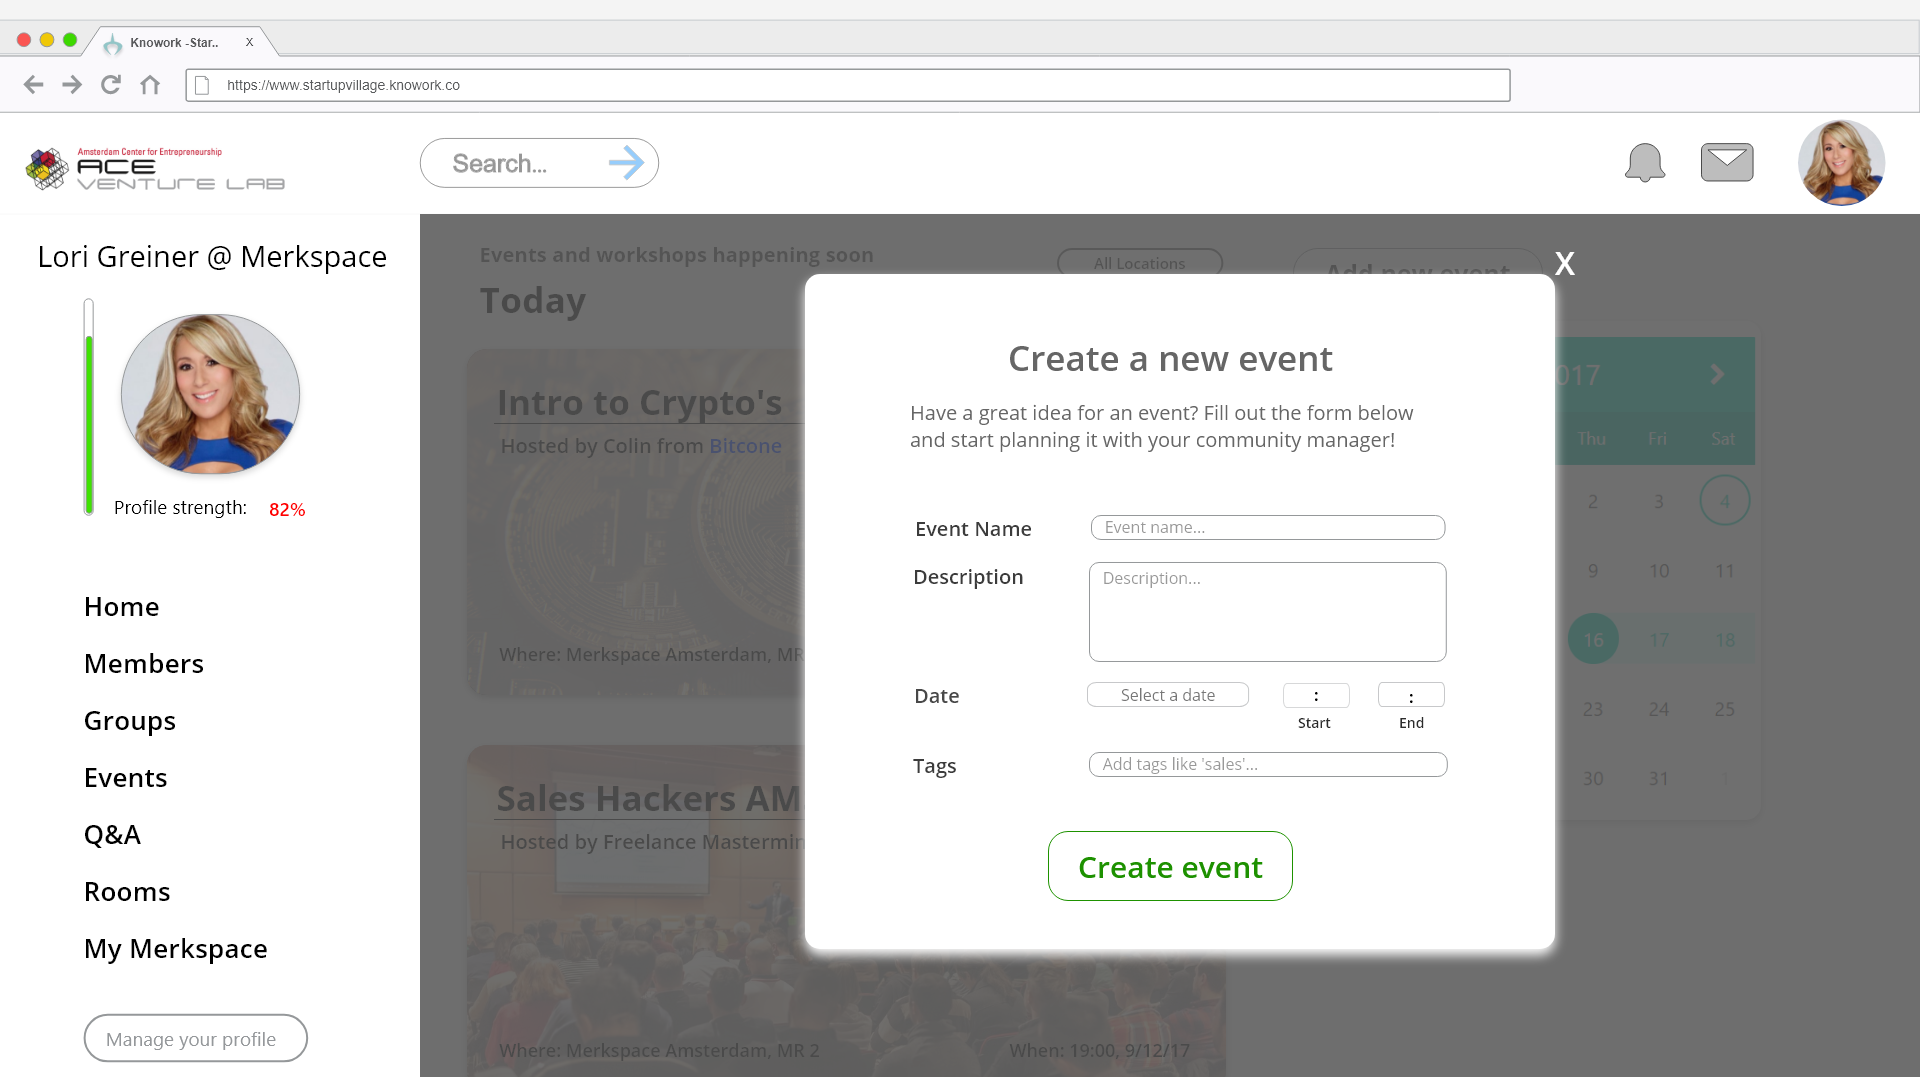 Knowork -Star..
X
https://www.startupvillage.knowork.co
Amsterdam Center for Entrepreneurship
ACE
VENTURE LAB
Search...
Lori Greiner @ Merkspace
Profile strength: 82%
Home
Members
Groups
Events
Q&A
Rooms
My Merkspace
Manage your profile
Events and workshops happening soon
All Locations
Add new event
X
Today
Intro to Crypto's
Hosted by Colin from Bitcone
Where: Merkspace Amsterdam, MR
Sales Hackers AM
Hosted by Freelance Mastermin
Where: Merkspace Amsterdam, MR 2
When: 19:00, 9/12/17
Create a new event
Have a great idea for an event? Fill out the form below
and start planning it with your community manager!
Event Name
Event name...
Description
Description...
Date
Select a date
:
:
Start
End
Tags
Add tags like 'sales'...
Create event
017
Thu Fri Sat
2 3 4
9 10 11
16 17 18
23 24 25
30 31 1